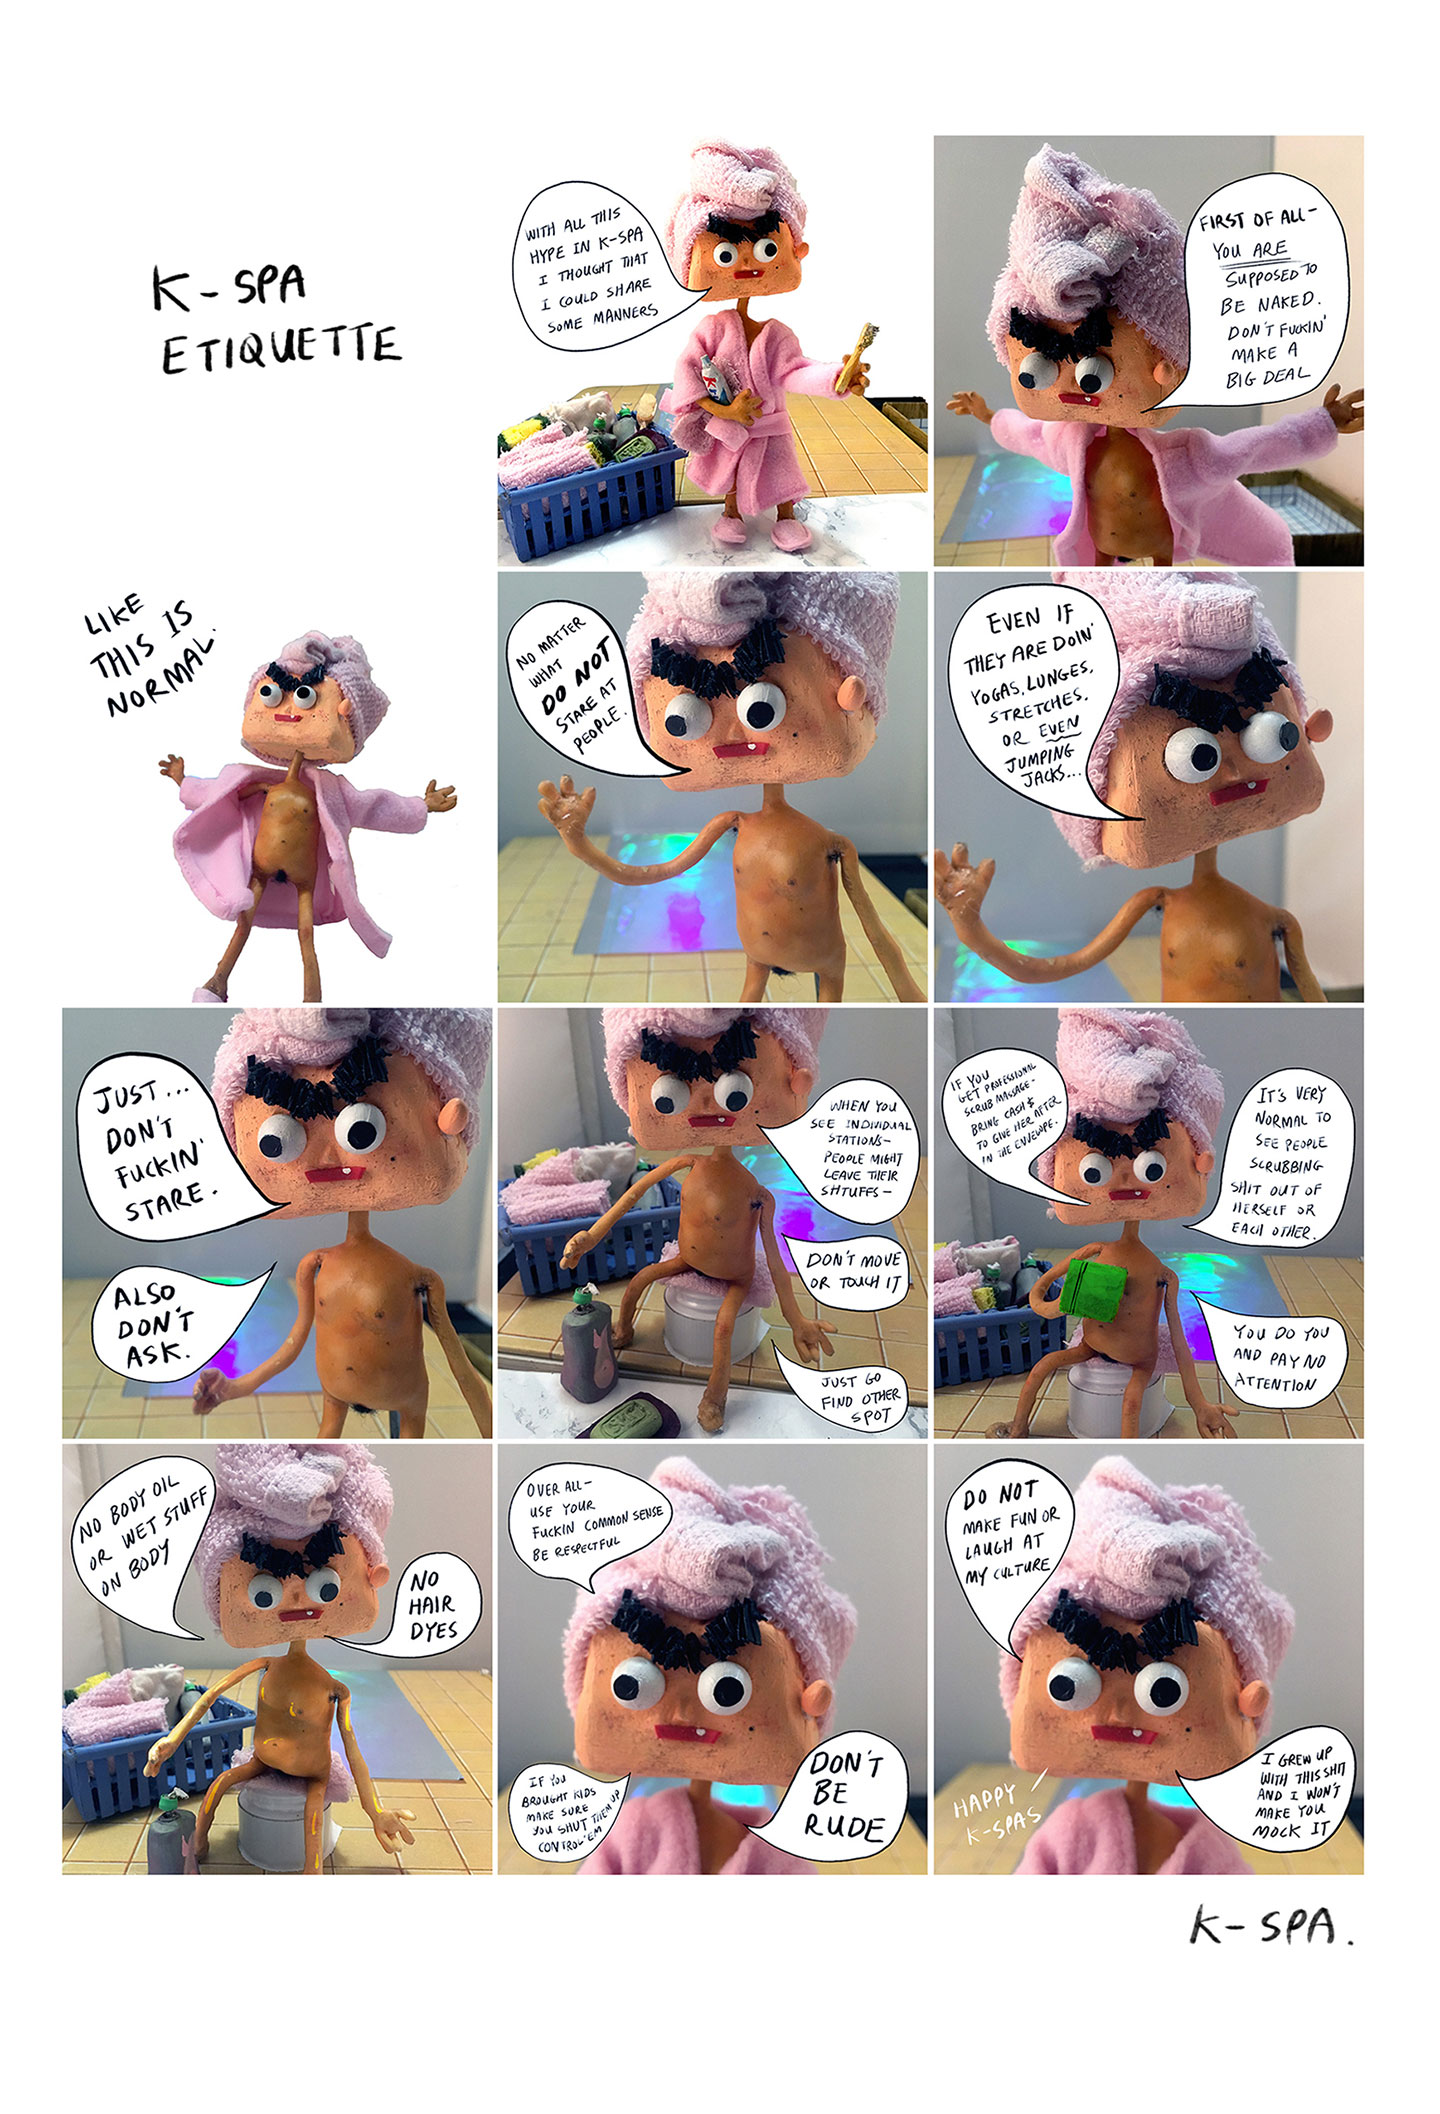 K-SPA
ETIQUETTE
WITH ALL THIS
HYPE IN K-SPA
I THOUGHT THAT
I COULD SHARE
SOME MANNERS
FIRST OF ALL-
YOU ARE
SUPPOSED TO
BE NAKED.
DON'T FUCKIN'
MAKE A
BIG DEAL
LIKE
THIS IS
NORMAL.
NO MATTER
WHAT
DO NOT
STARE AT
PEOPLE.
EVEN IF
THEY ARE DOIN'
YOGAS, LUNGES,
STRETCHES.
OR EVEN
JUMPING
JACKS...
JUST...
DON'T
FUCKIN'
STARE.
ALSO
DON'T
ASK.
WHEN YOU
SEE INDIVIDUAL
STATIONS-
PEOPLE MIGHT
LEAVE THEIR
SHTUFFS-
DON'T MOVE
OR TOUCH IT
JUST GO
FIND OTHER
SPOT
IF YOU
GET PROFESSIONAL
SCRUB MASSAGE-
BRING CASH $
TO GIVE HER AFTER
IN THE ENVELOPE.
IT'S VERY
NORMAL TO
SEE PEOPLE
SCRUBBING
SHIT OUT OF
HERSELF OR
EACH OTHER.
YOU DO YOU
AND PAY NO
ATTENTION
NO BODY OIL
OR WET STUFF
ON BODY
NO
HAIR
DYES
OVER ALL-
USE YOUR
FUCKIN COMMON SENSE
BE RESPECTFUL
IF YOU
BROUGHT KIDS
MAKE SURE
YOU SHUT THEM UP
CONTROL 'EM
DON'T
BE
RUDE
DO NOT
MAKE FUN OR
LAUGH AT
MY CULTURE
I GREW UP
WITH THIS SHIT
AND I WON'T
MAKE YOU
MOCK IT
HAPPY
K-SPAS
K-SPA.